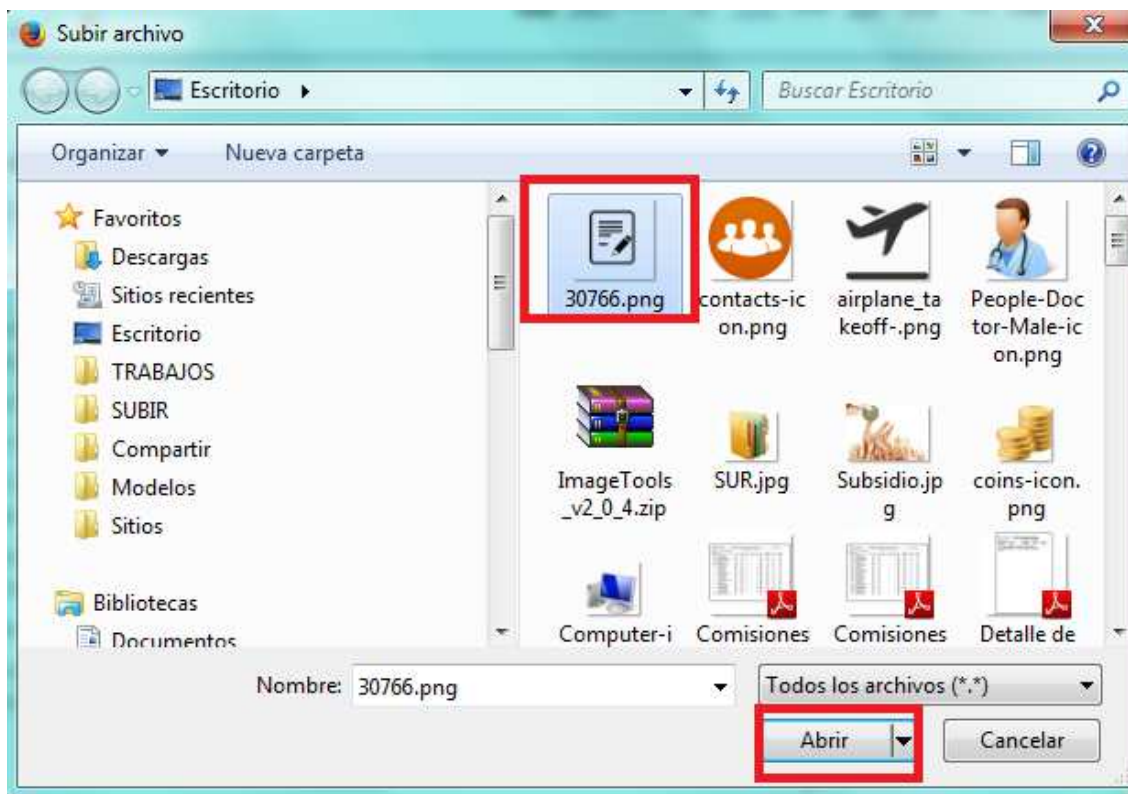 Subir archivo
Escritorio
Buscar Escritorio
Organizar
Nueva carpeta
Favoritos
Descargas
Sitios recientes
Escritorio
TRABAJOS
SUBIR
Compartir
Modelos
Sitios
Bibliotecas
Documentos
30766.png
contacts-ic
on.png
airplane_ta
keoff-.png
People-Doc
tor-Male-ic
on.png
ImageTools
_v2_0_4.zip
SUR.jpg
Subsidio.jp
g
coins-icon.
png
Computer-i
Comisiones
Comisiones
Detalle de
Nombre: 30766.png
Todos los archivos (*.*)
Abrir
Cancelar